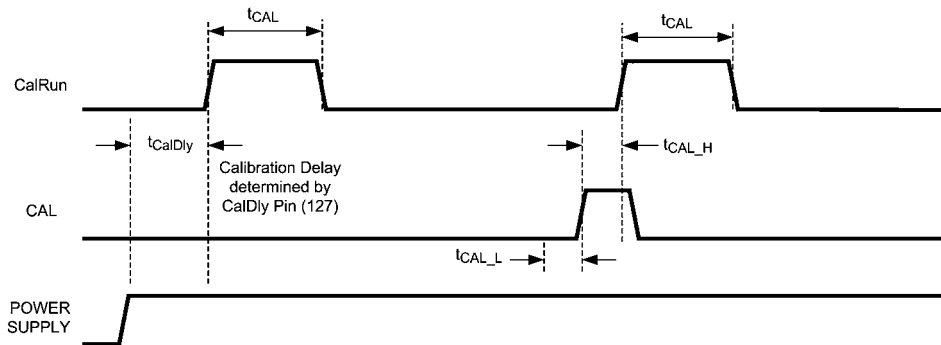 tCAL
tCAL
CalRun
tCalDly
tCAL_H
Calibration Delay
determined by
CalDly Pin (127)
CAL
tCAL_L
POWER
SUPPLY